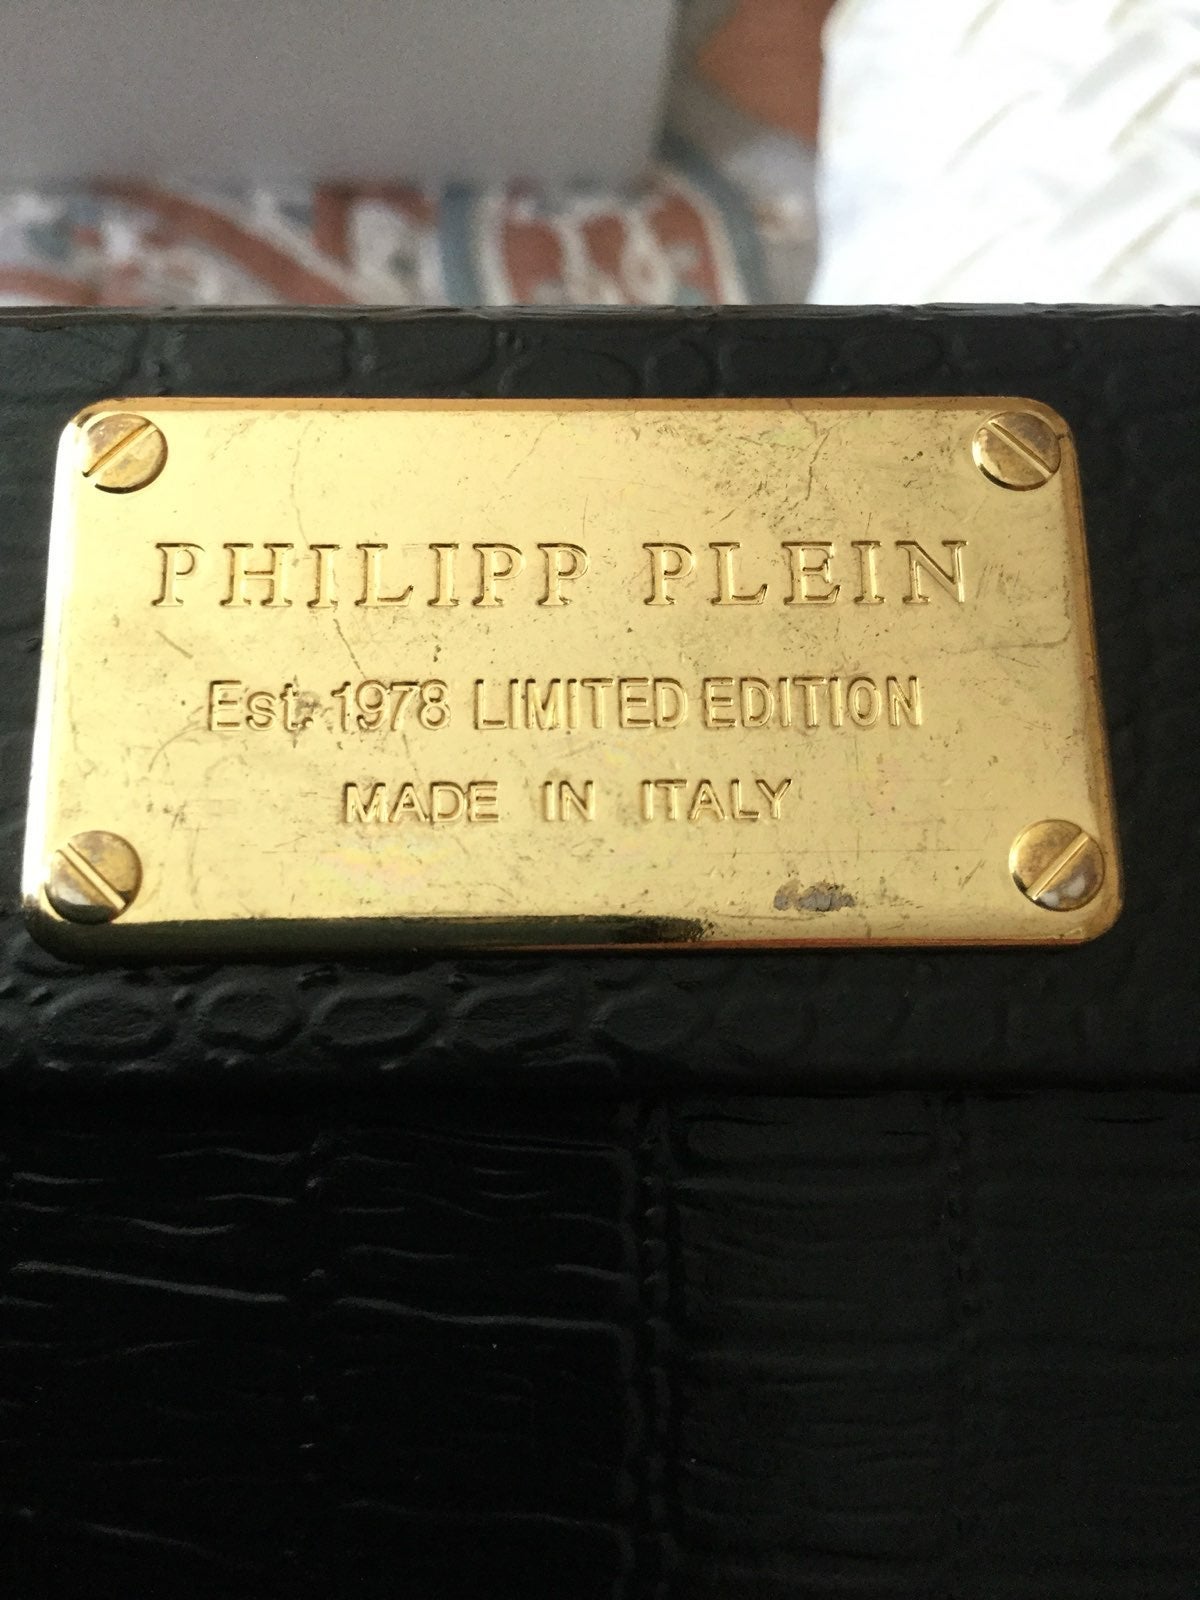 PHILIPP PLEIN
Est. 1978 LIMITED EDITION
MADE IN ITALY